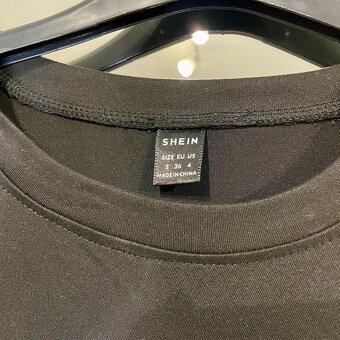 SHEIN
SIZE EU US
S 36 4
MADE IN CHINA